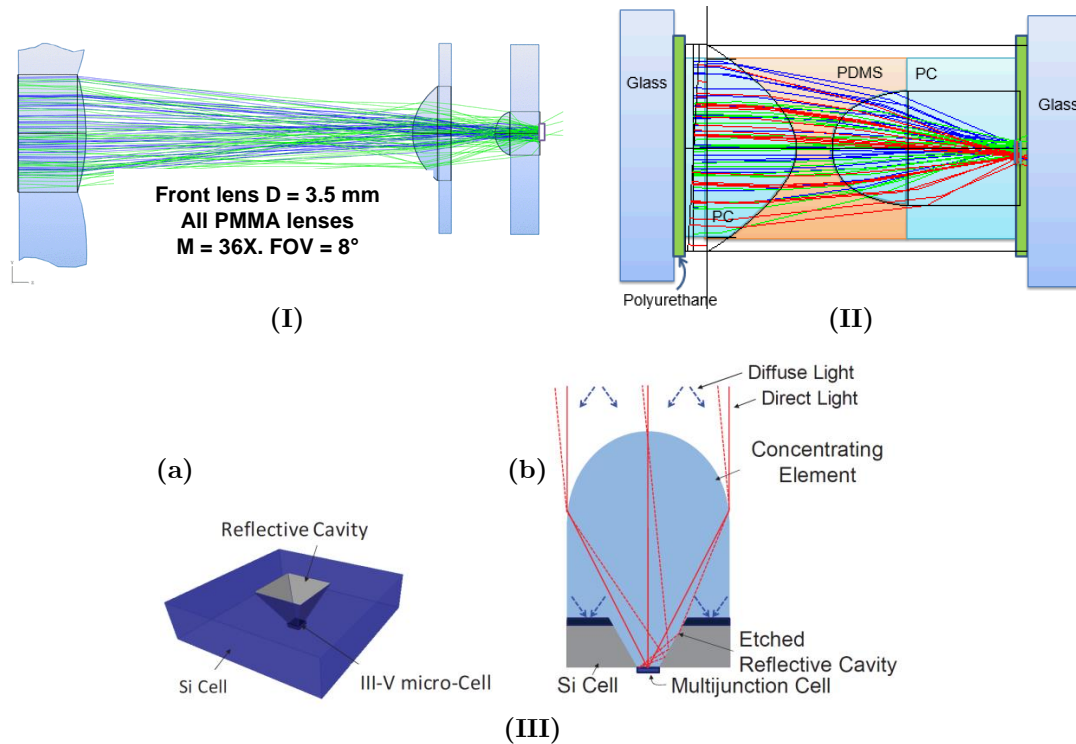 Front lens D = 3.5 mm
All PMMA lenses
M = 36X. FOV = 8°
(I)
Glass
PDMS
PC
Glass
PC
Polyurethane
(II)
(a)
Reflective Cavity
Si Cell
III-V micro-Cell
(b)
Diffuse Light
Direct Light
Concentrating
Element
Etched
Reflective Cavity
Si Cell
Multijunction Cell
(III)